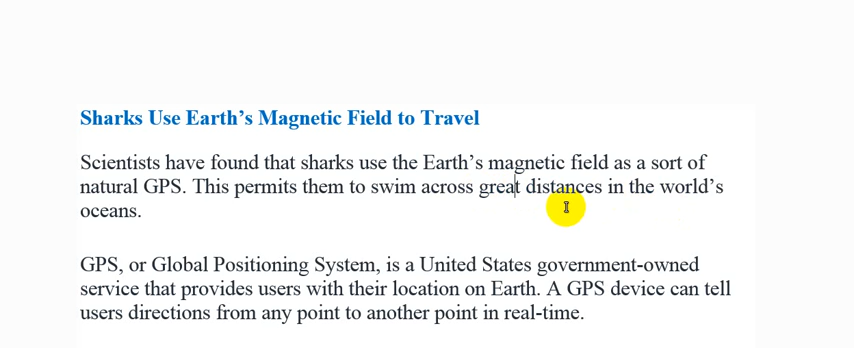 Sharks Use Earth’s Magnetic Field to Travel
Scientists have found that sharks use the Earth’s magnetic field as a sort of
natural GPS. This permits them to swim across great distances in the world’s
oceans.
GPS, or Global Positioning System, is a United States government-owned
service that provides users with their location on Earth. A GPS device can tell
users directions from any point to another point in real-time.